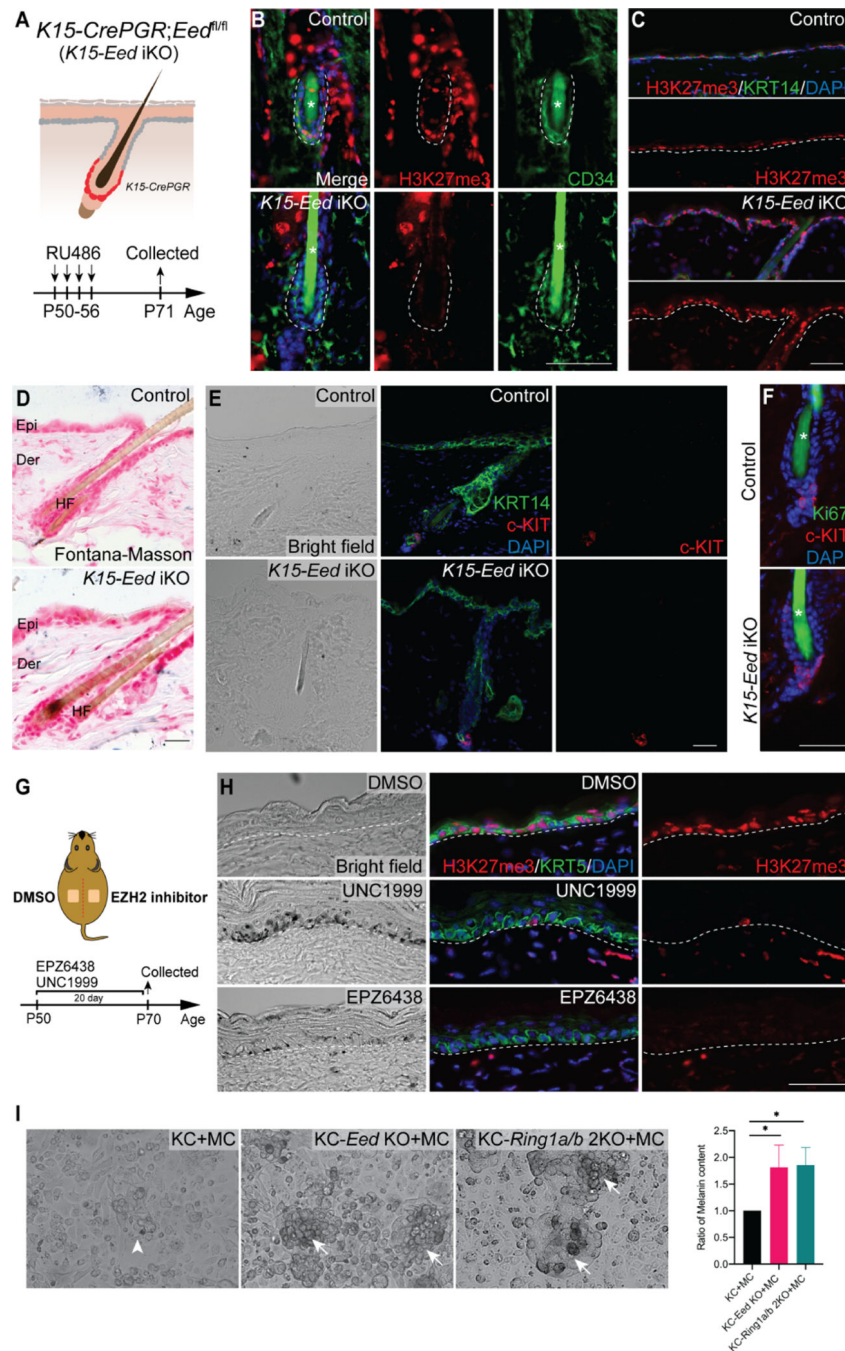 A
K15-CrePGR;Eedfl/fl
(K15-Eed iKO)
K15-CrePGR
RU486
Collected
P50-56
P71
Age
B
Control
Merge
H3K27me3
CD34
K15-Eed iKO
C
Control
H3K27me3/KRT14/DAPI
H3K27me3
K15-Eed iKO
D
Control
Epi
Der
HF
Fontana-Masson
K15-Eed iKO
Epi
Der
HF
E
Control
Bright field
Control
KRT14
c-KIT
DAPI
c-KIT
K15-Eed iKO
K15-Eed iKO
F
Control
Ki67
c-KIT
DAPI
K15-Eed iKO
G
DMSO
EZH2 inhibitor
EPZ6438
UNC1999
Collected
20 day
P50
P70
Age
H
DMSO
Bright field
H3K27me3/KRT5/DAPI
H3K27me3
UNC1999
UNC1999
EPZ6438
EPZ6438
I
KC+MC
KC-Eed KO+MC
KC-Ring1a/b 2KO+MC
Ratio of Melanin content
2.5
2.0
1.5
1.0
0.5
0.0
* *
KC+MC
KC-Eed KO+MC
KC-Ring1a/b 2KO+MC